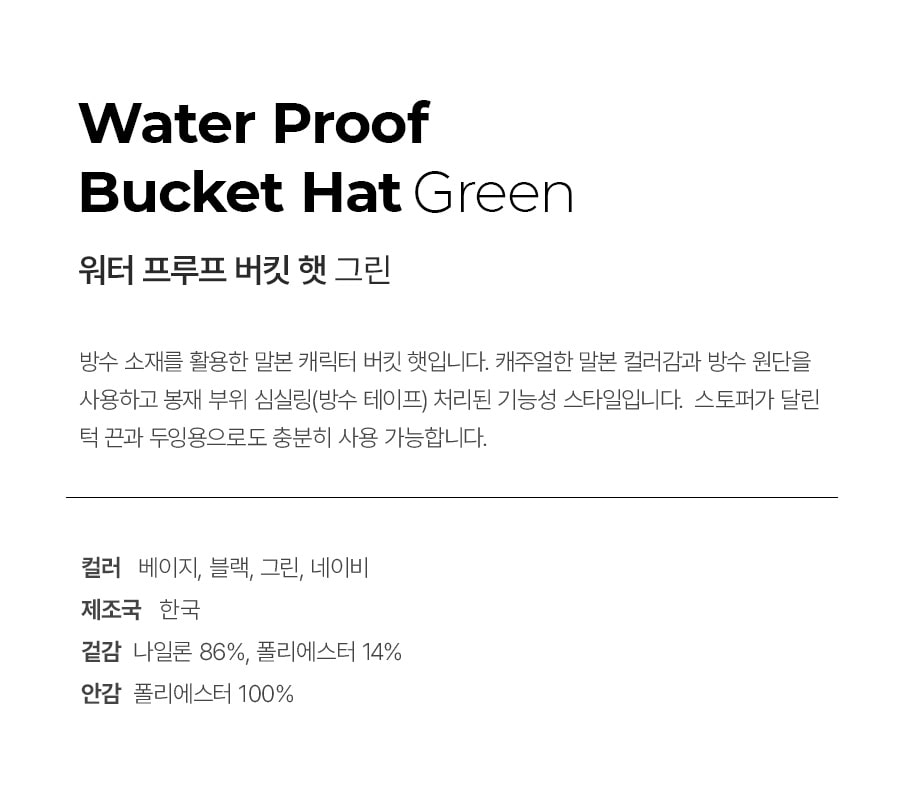 Water Proof
Bucket Hat Green
워터 프루프 버킷 햇 그린
방수 소재를 활용한 말본 캐릭터 버킷 햇입니다. 캐주얼한 말본 컬러감과 방수 원단을
사용하고 봉재 부위 심실링(방수 테이프) 처리된 기능성 스타일입니다. 스토퍼가 달린
턱 끈과 두잉용으로도 충분히 사용 가능합니다.
컬러 베이지, 블랙, 그린, 네이비
제조국 한국
겉감 나일론 86%, 폴리에스터 14%
안감 폴리에스터 100%